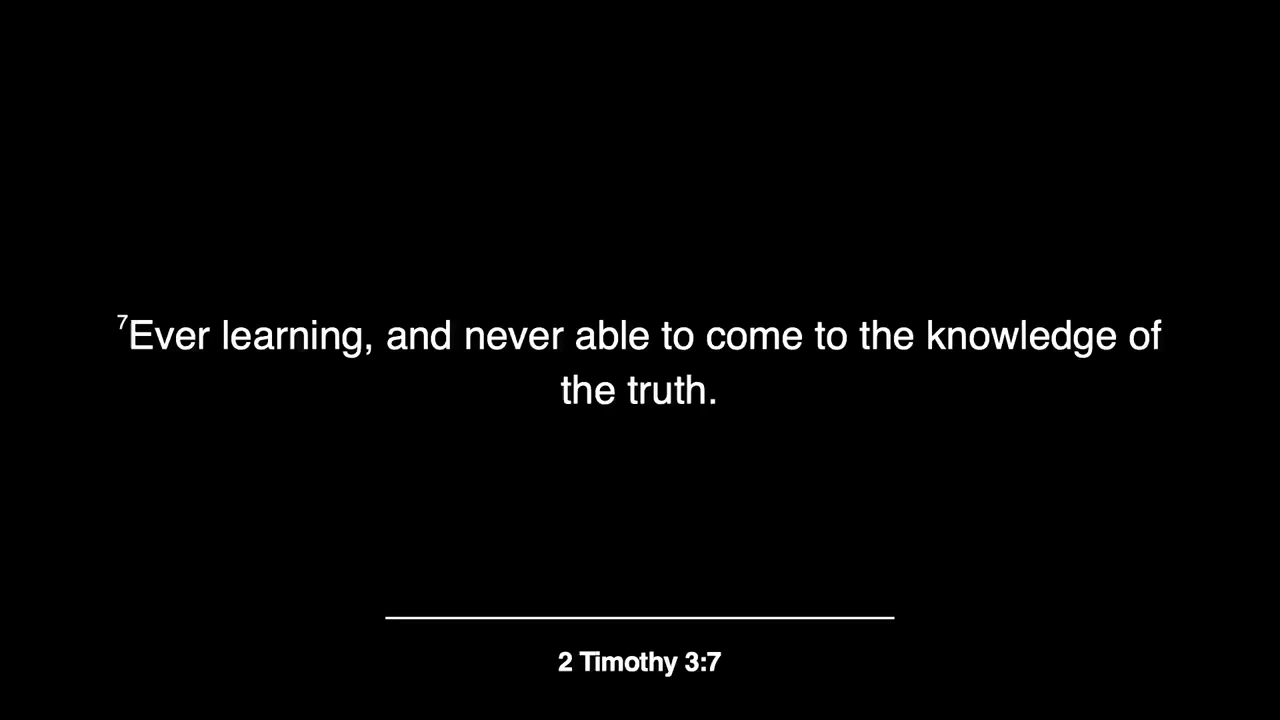 ⁷Ever learning, and never able to come to the knowledge of
the truth.
2 Timothy 3:7